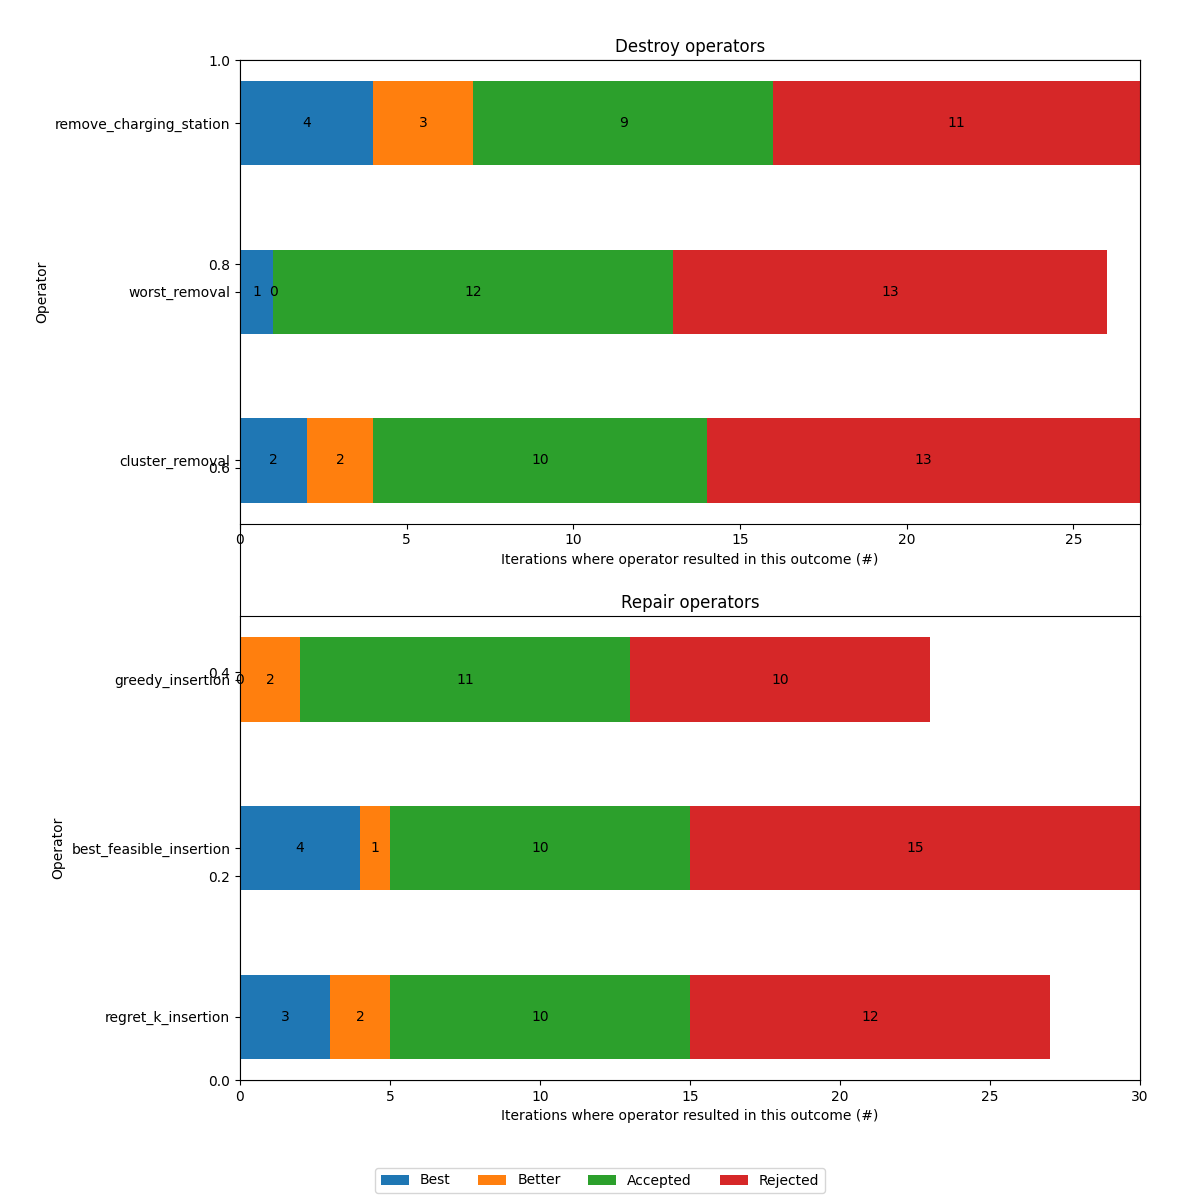 Destroy operators
1.0
remove_charging_station 4 3 9 11
0.8
worst_removal 1 0 12 13
Operator
cluster_removal 2 2 10 13
0.6
0 5 10 15 20 25
Iterations where operator resulted in this outcome (#)
Repair operators
0.4
greedy_insertion 0 2 11 10
best_feasible_insertion 4 1 10 15
Operator
0.2
regret_k_insertion 3 2 10 12
0.0
0 5 10 15 20 25 30
Iterations where operator resulted in this outcome (#)
Best Better Accepted Rejected